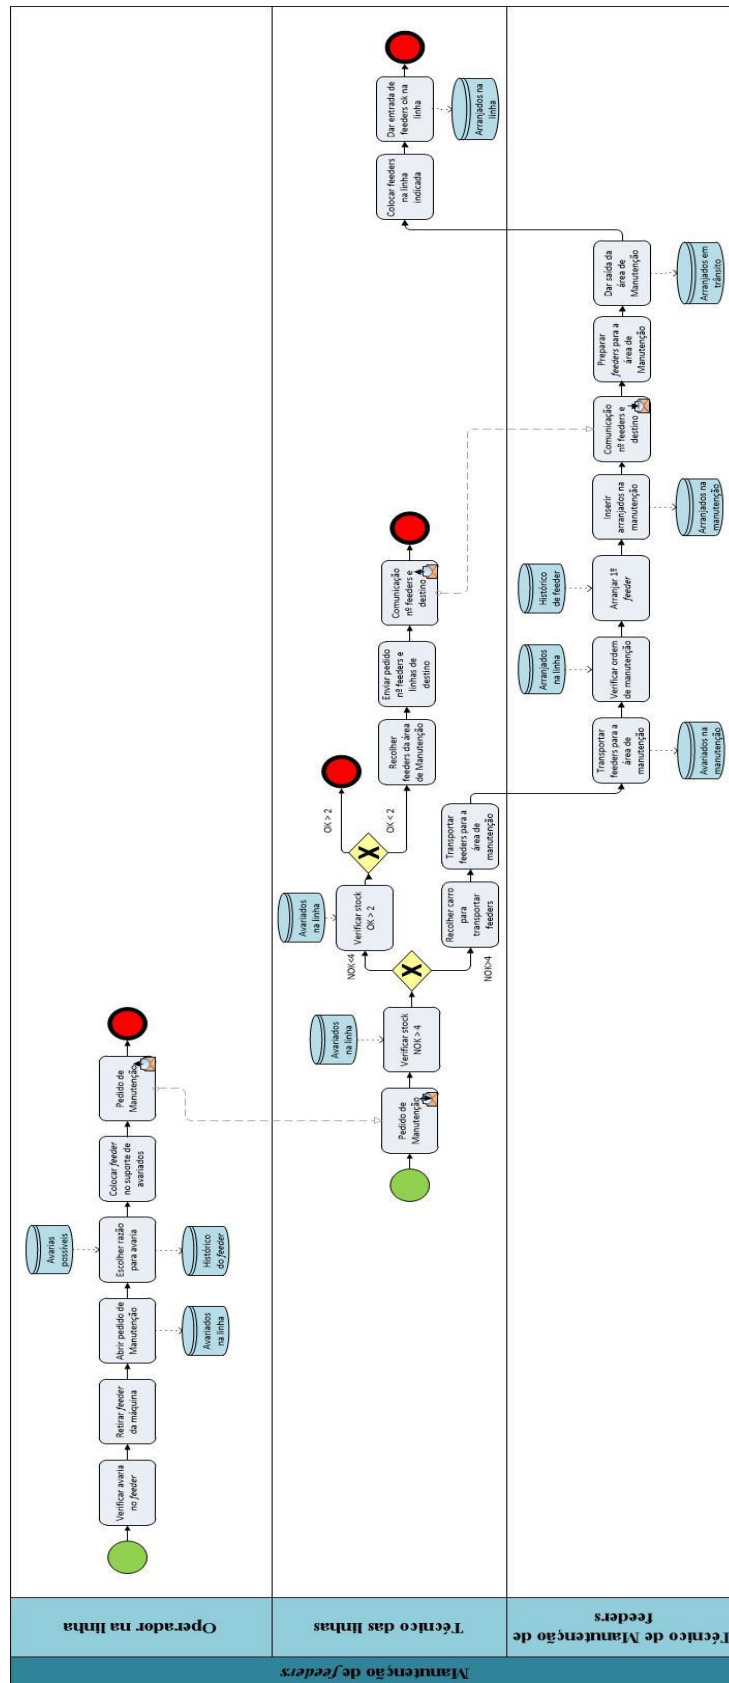 Manutenção de feeders
Operador na linha
Verificar avaria
no feeder
Retirar feeder
da máquina
Abrir pedido de
Manutenção
Avariados
na linha
Avarias
possíveis
Escolher razão
para avaria
Histórico
do feeder
Colocar feeder
no suporte de
avariados
Pedido de
Manutenção
Técnico das linhas
Pedido de
Manutenção
Avariados
na linha
Verificar stock
NOK > 4
NOK<4
NOK>4
Avariados
na linha
Verificar stock
OK > 2
OK > 2
OK < 2
Recolher
feeders da área
de Manutenção
Enviar pedido
nº feeders e
linhas de
destino
Comunicação
nº feeders e
destino
Recolher carro
para
transportar
feeders
Transportar
feeders para a
área de
manutenção
Colocar feeders
na linha
indicada
Dar entrada de
feeders ok na
linha
Arranjados na
linha
Técnico de Manutenção de
feeders
Transportar
feeders para a
área de
manutenção
Avariados na
manutenção
Arranjados na
linha
Verificar ordem
de manutenção
Histórico
de feeder
Arranjar 1º
feeder
Inserir
arranjados na
manutenção
Arranjados na
manutenção
Comunicação
nº feeders e
destino
Preparar
feeders para a
área de
Manutenção
Dar saída da
área de
Manutenção
Arranjados em
trânsito